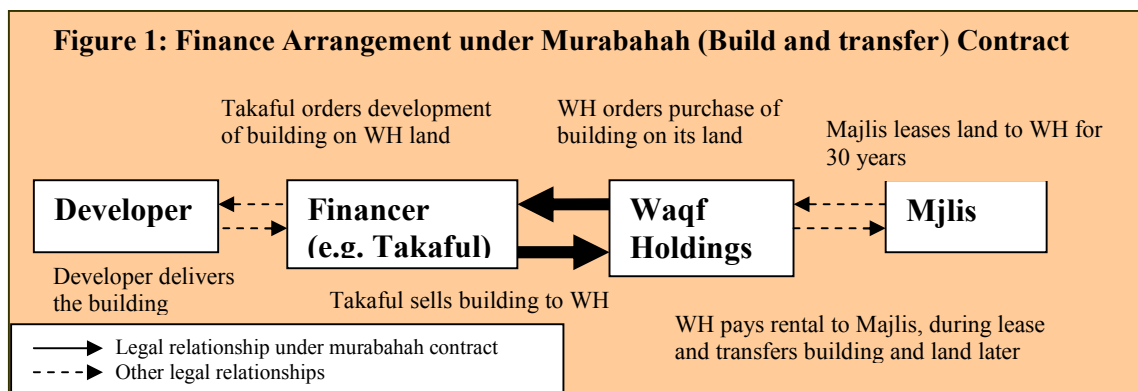 Figure 1: Finance Arrangement under Murabahah (Build and transfer) Contract
Takaful orders development
of building on WH land
WH orders purchase of
building on its land
Majlis leases land to WH for
30 years
Developer
Financer
(e.g. Takaful)
Waqf
Holdings
Mjlis
Developer delivers
the building
Takaful sells building to WH
WH pays rental to Majlis, during lease
and transfers building and land later
Legal relationship under murabahah contract
Other legal relationships